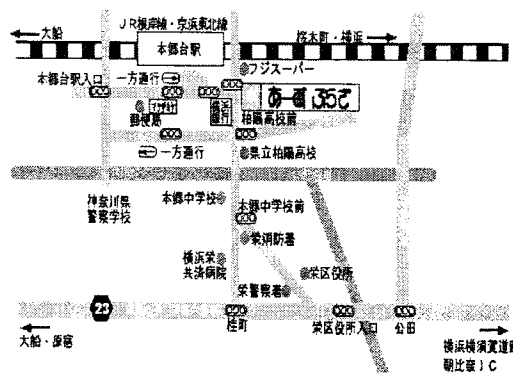 大船
JR根岸線・京浜東北線
桜木町・横浜
本郷台駅
フジスーパー
本郷台駅入口
一方通行
あーすぷらざ
郵便局
柏陽高校前
一方通行
県立柏陽高校
神奈川県
警察学校
本郷中学校
本郷中学校前
栄消防署
横浜栄
共済病院
栄区役所
栄警察署
23
桂町
栄区役所入口
公田
大船・原宿
横浜横須賀道路
朝比奈IC